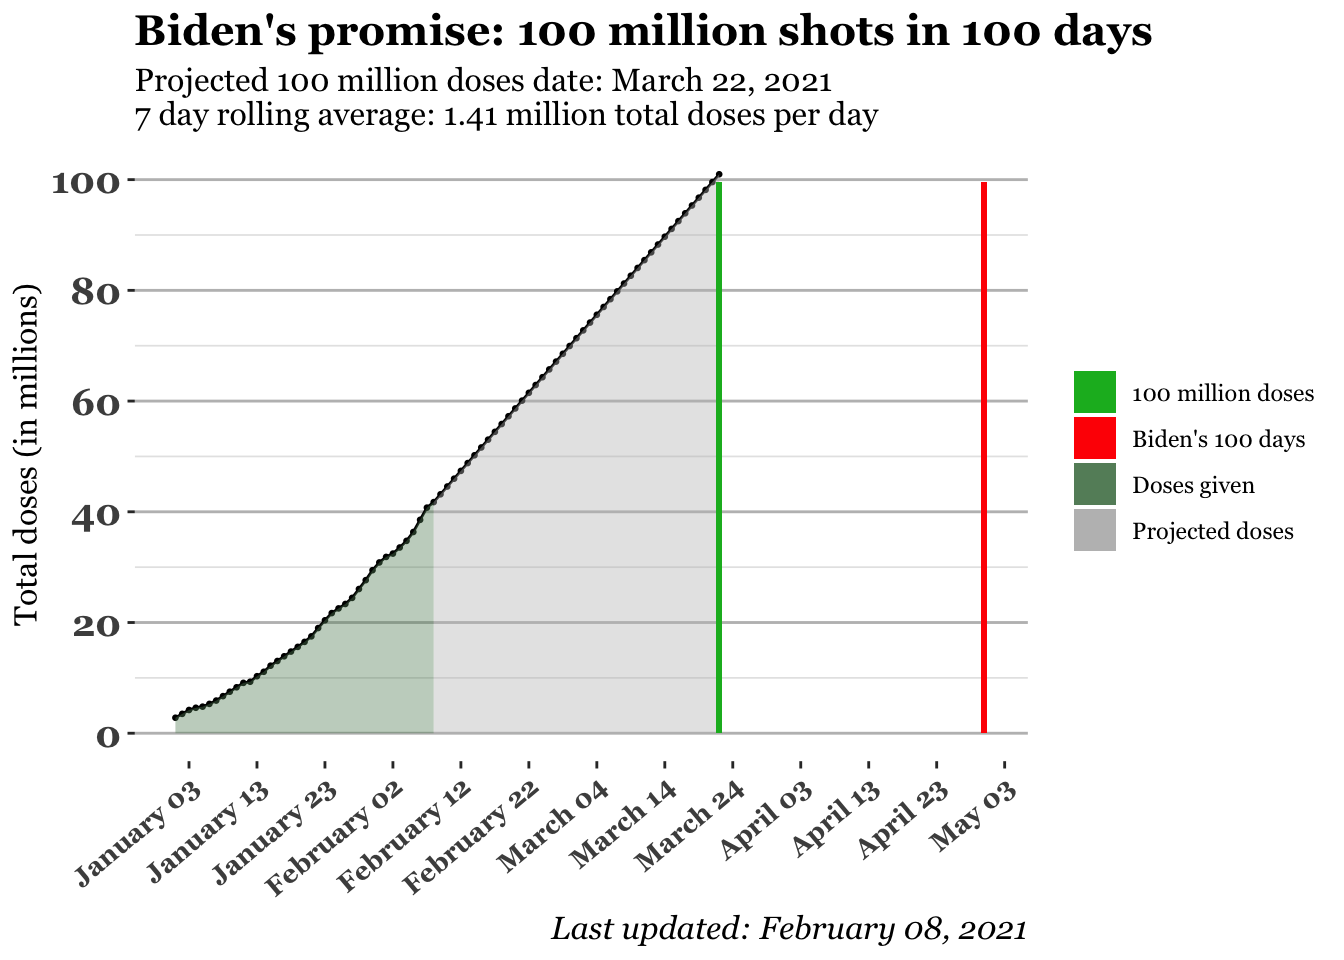 Biden's promise: 100 million shots in 100 days
Projected 100 million doses date: March 22, 2021
7 day rolling average: 1.41 million total doses per day
Total doses (in millions)
100
80
60
40
20
0
100 million doses
Biden's 100 days
Doses given
Projected doses
January 03
January 13
January 23
February 02
February 12
February 22
March 04
March 14
March 24
April 03
April 13
April 23
May 03
Last updated: February 08, 2021